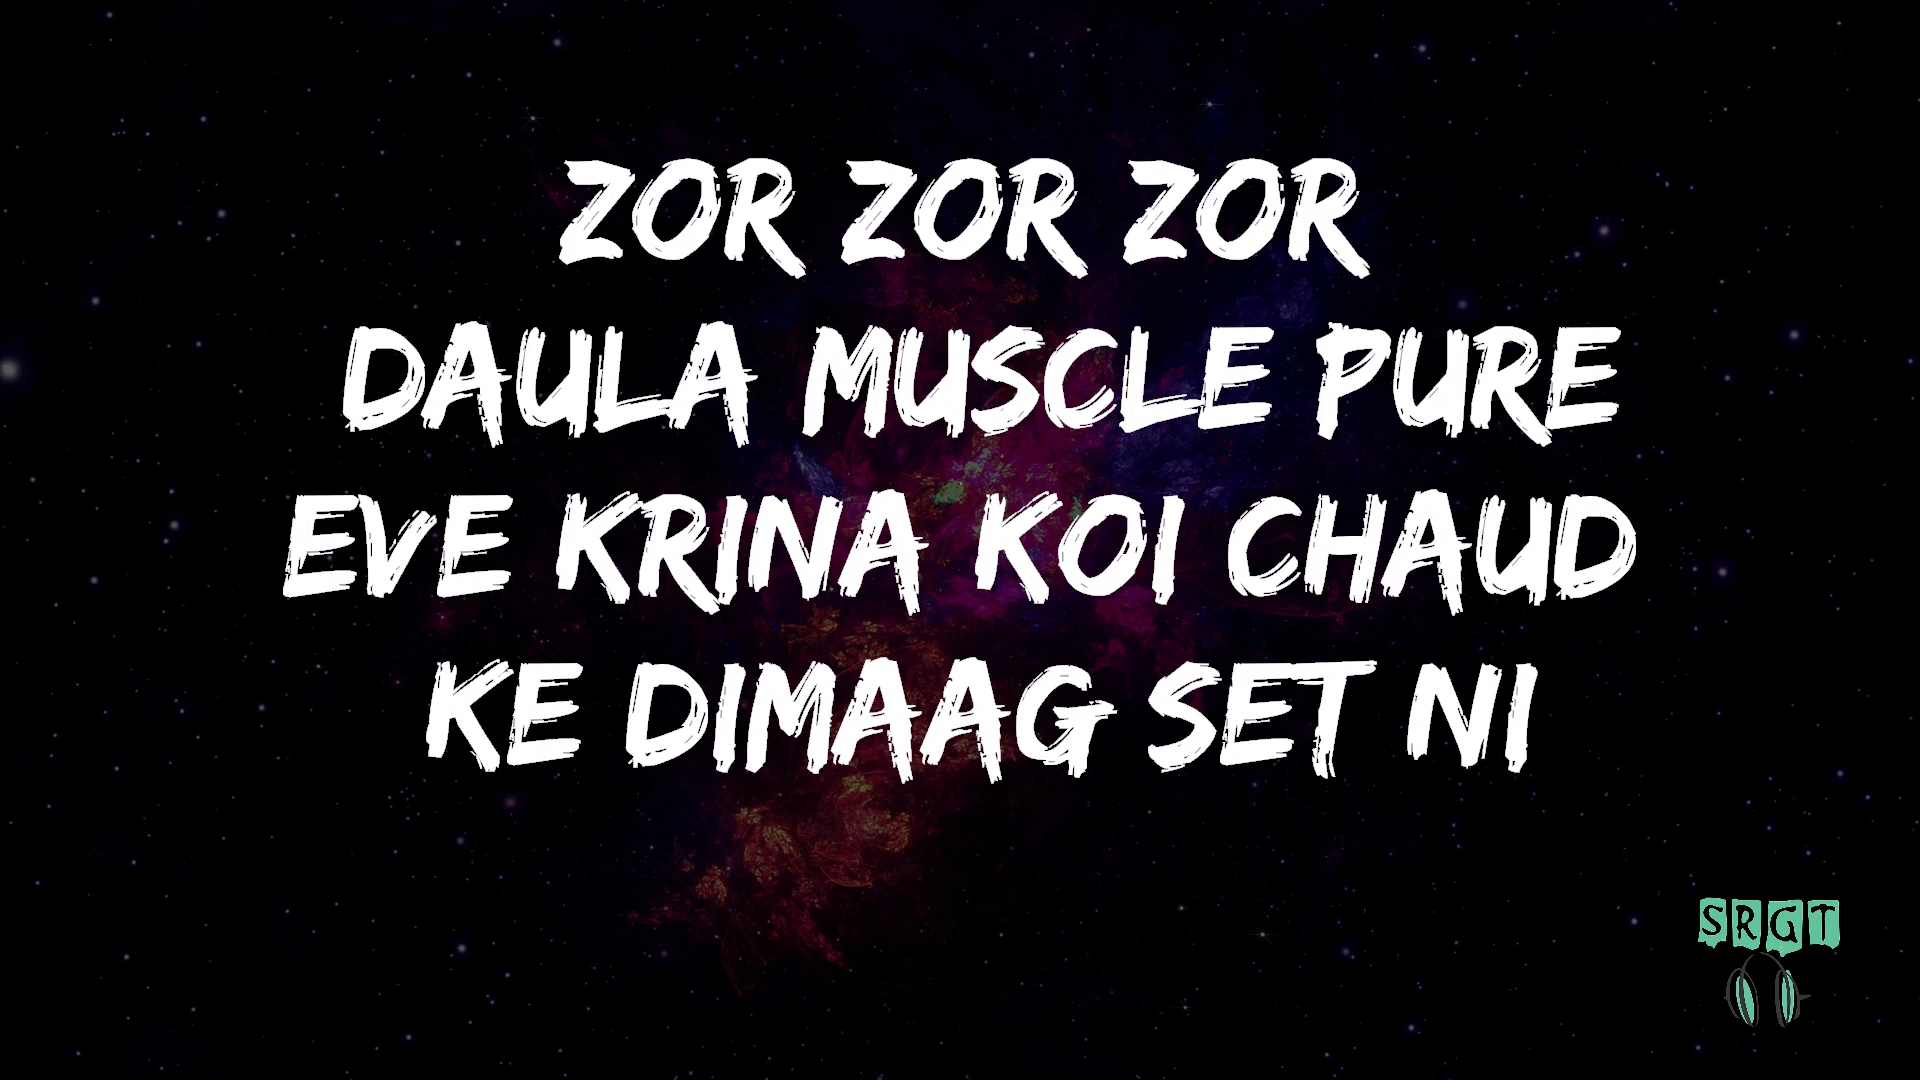 ZOR ZOR ZOR
DAULA MUSCLE PURE
EVE KRINA KOI CHAUD
KE DIMAAG SET NI
SRGT